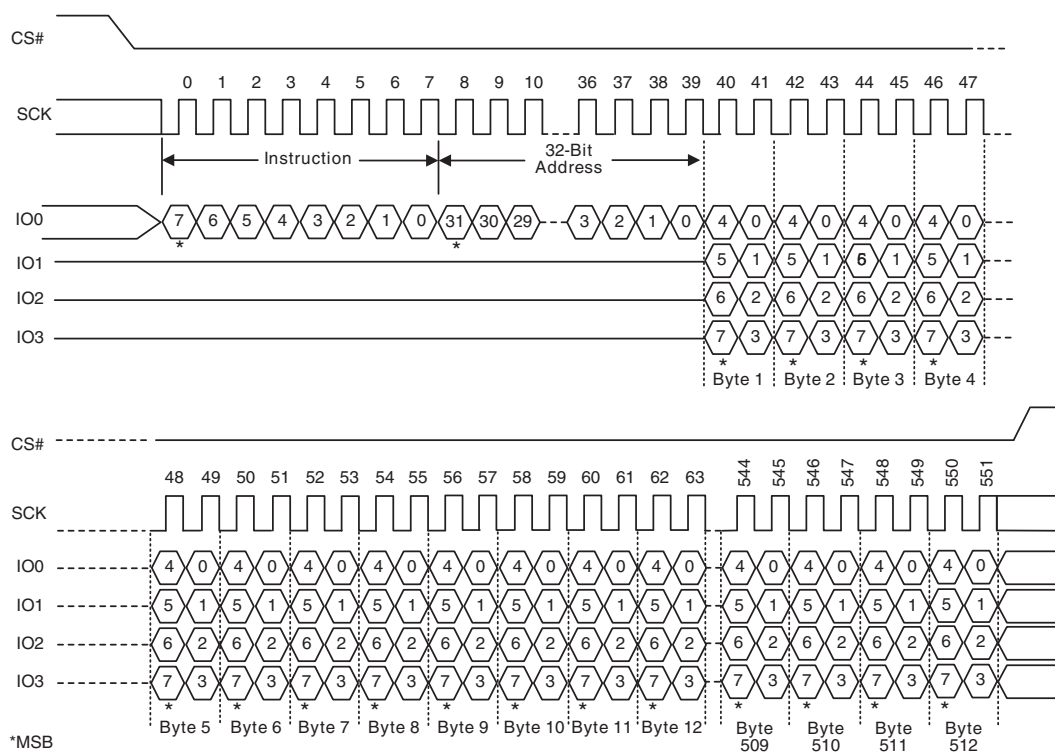 CS#
0 1 2 3 4 5 6 7 8 9 10 36 37 38 39 40 41 42 43 44 45 46 47
SCK
Instruction
32-Bit
Address
IO0 7 6 5 4 3 2 1 0 31 30 29 3 2 1 0 4 0 4 0 4 0 4 0
* *
IO1 5 1 5 1 6 1 5 1
IO2 6 2 6 2 6 2 6 2
IO3 7 3 7 3 7 3 7 3
* * * *
Byte 1 Byte 2 Byte 3 Byte 4
CS#
48 49 50 51 52 53 54 55 56 57 58 59 60 61 62 63 544 545 546 547 548 549 550 551
SCK
IO0 4 0 4 0 4 0 4 0 4 0 4 0 4 0 4 0 4 0 4 0 4 0 4 0
IO1 5 1 5 1 5 1 5 1 5 1 5 1 5 1 5 1 5 1 5 1 5 1 5 1
IO2 6 2 6 2 6 2 6 2 6 2 6 2 6 2 6 2 6 2 6 2 6 2 6 2
IO3 7 3 7 3 7 3 7 3 7 3 7 3 7 3 7 3 7 3 7 3 7 3 7 3
* * * * * * * * * * * *
Byte 5 Byte 6 Byte 7 Byte 8 Byte 9 Byte 10 Byte 11 Byte 12 Byte Byte Byte Byte
509 510 511 512
*MSB